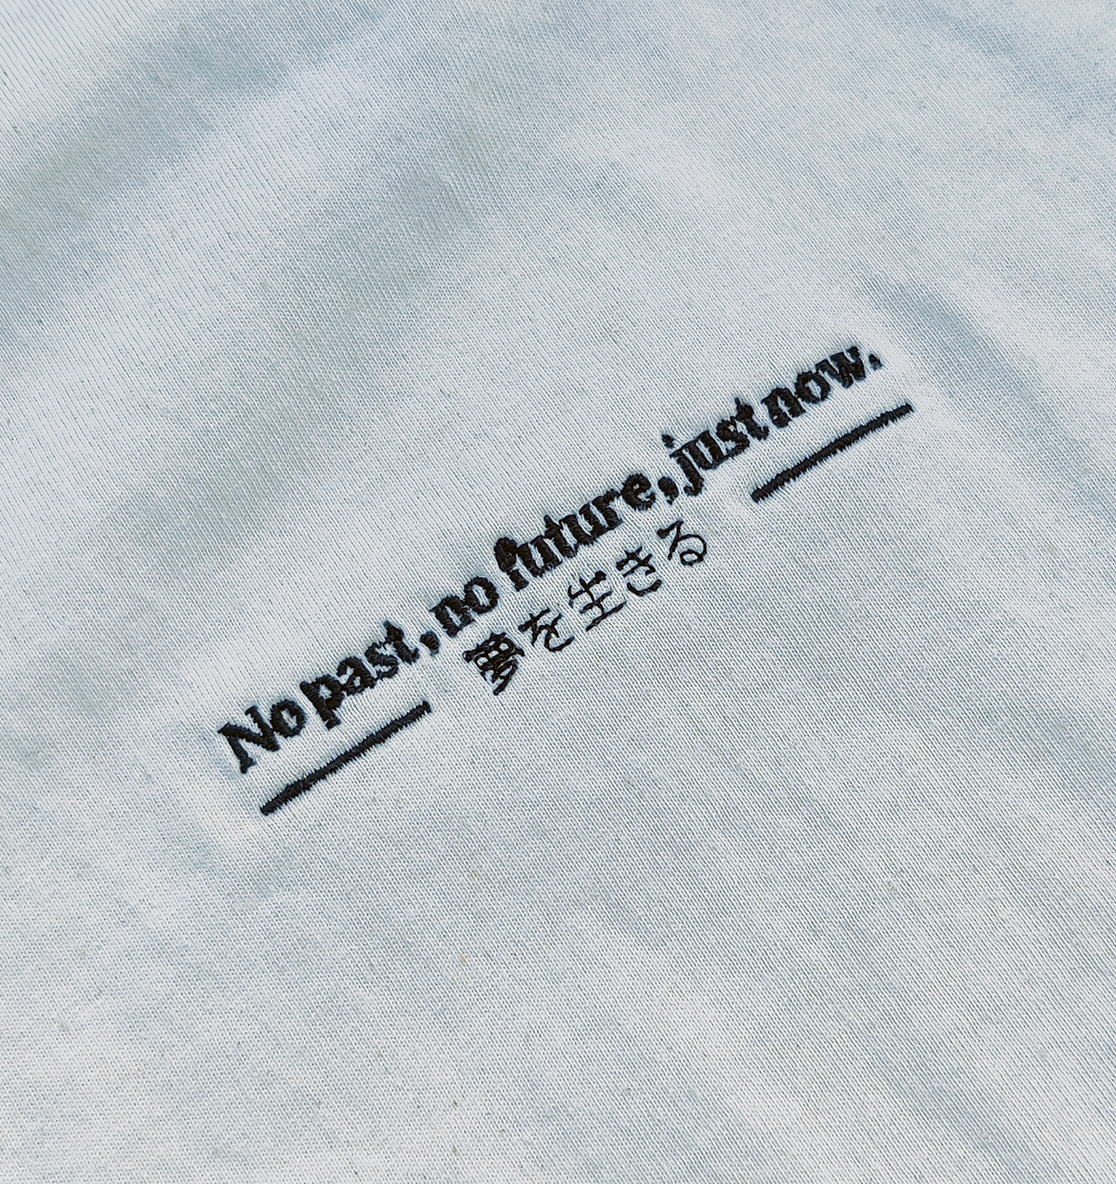 No past, no future, just now.
夢を生きる